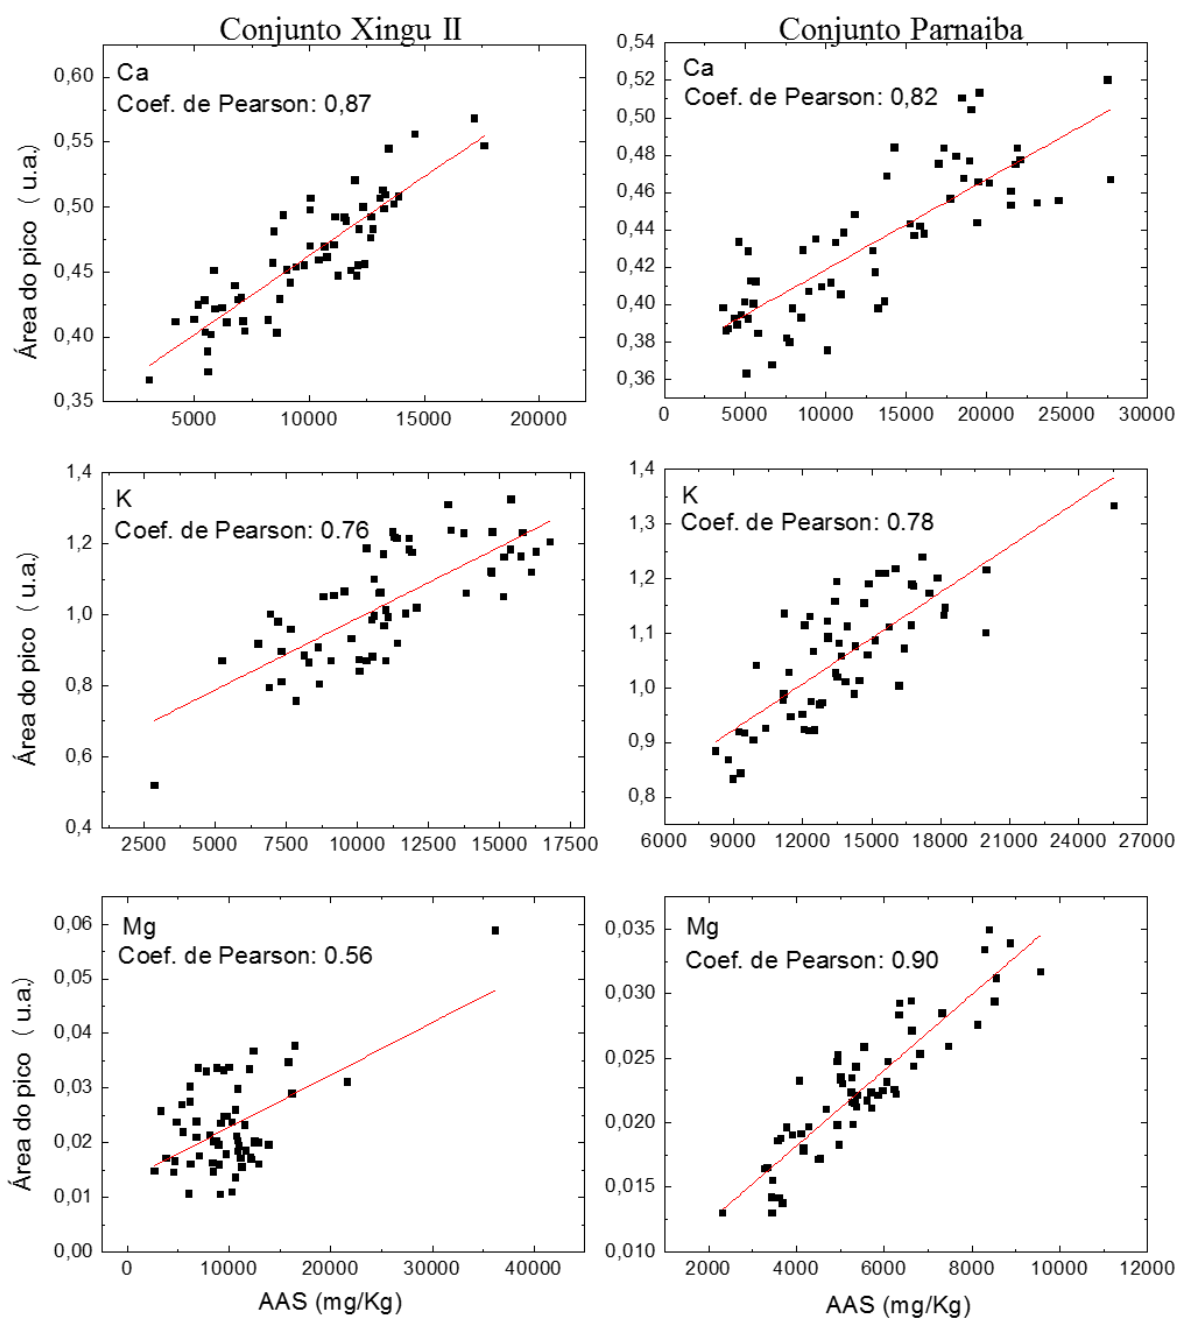 Conjunto Xingu II
Conjunto Parnaiba
Ca
Coef. de Pearson: 0,87
Área do pico ( u.a.)
0,60
0,55
0,50
0,45
0,40
0,35
5000 10000 15000 20000
Ca
Coef. de Pearson: 0,82
0,54
0,52
0,50
0,48
0,46
0,44
0,42
0,40
0,38
0,36
0 5000 10000 15000 20000 25000 30000
K
Coef. de Pearson: 0.76
Área do pico ( u.a.)
1,4
1,2
1,0
0,8
0,6
0,4
2500 5000 7500 10000 12500 15000 17500
K
Coef. de Pearson: 0.78
1,4
1,3
1,2
1,1
1,0
0,9
0,8
6000 9000 12000 15000 18000 21000 24000 27000
Mg
Coef. de Pearson: 0.56
Área do pico ( u.a.)
0,06
0,05
0,04
0,03
0,02
0,01
0,00
0 10000 20000 30000 40000
AAS (mg/Kg)
Mg
Coef. de Pearson: 0.90
0,035
0,030
0,025
0,020
0,015
0,010
2000 4000 6000 8000 10000 12000
AAS (mg/Kg)